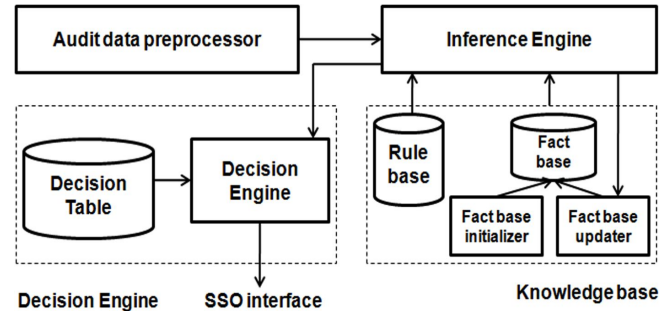 Audit data preprocessor
Inference Engine
Decision
Table
Decision
Engine
Rule
base
Fact
base
Fact base
initializer
Fact base
updater
Decision Engine
SSO interface
Knowledge base